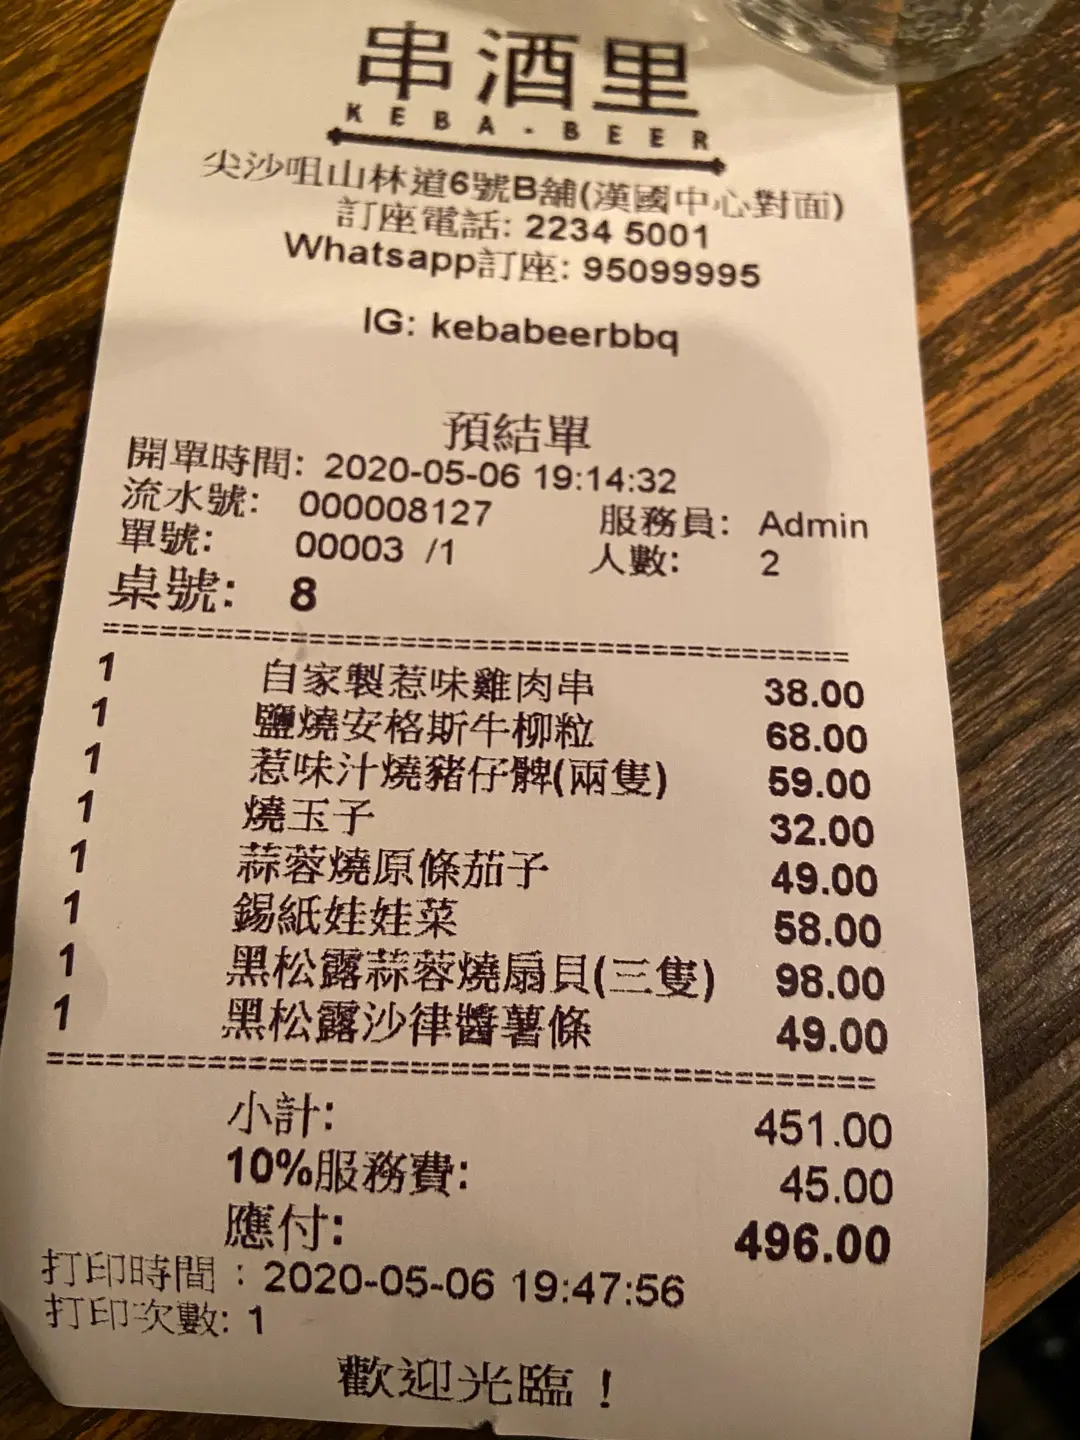 串酒里
KEBA-BEER
尖沙咀山林道6號B舖(漢國中心對面)
訂座電話: 2234 5001
Whatsapp訂座: 95099995
IG: kebabeerbbq
預結單
開單時間: 2020-05-06 19:14:32
流水號: 000008127 服務員: Admin
單號: 00003 /1 人數: 2
桌號: 8
1 自家製惹味雞肉串 38.00
1 鹽燒安格斯牛柳粒 68.00
1 惹味汁燒豬仔髀(兩隻) 59.00
1 燒玉子 32.00
1 蒜蓉燒原條茄子 49.00
1 錫紙娃娃菜 58.00
1 黑松露蒜蓉燒扇貝(三隻) 98.00
1 黑松露沙律醬薯條 49.00
小計: 451.00
10%服務費: 45.00
應付: 496.00
打印時間 : 2020-05-06 19:47:56
打印次數: 1
歡迎光臨！